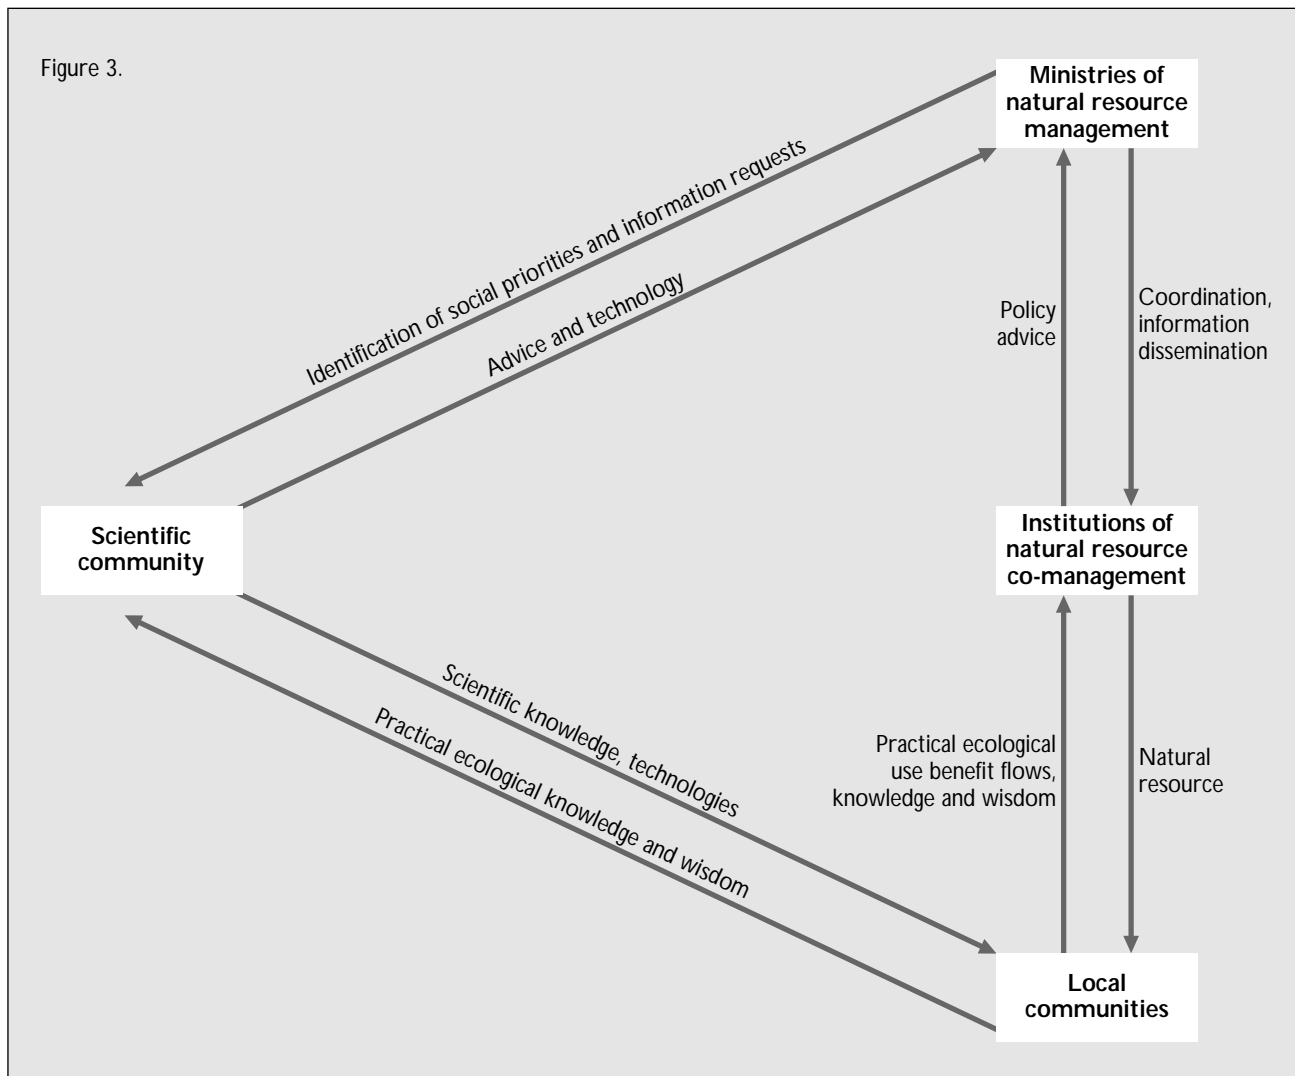 Figure 3.
Ministries of
natural resource
management
Identification of social priorities and information requests
Advice and technology
Policy
advice
Coordination,
information
dissemination
Scientific
community
Institutions of
natural resource
co-management
Scientific knowledge, technologies
Practical ecological knowledge and wisdom
Practical ecological
use benefit flows,
knowledge and wisdom
Natural
resource
Local
communities